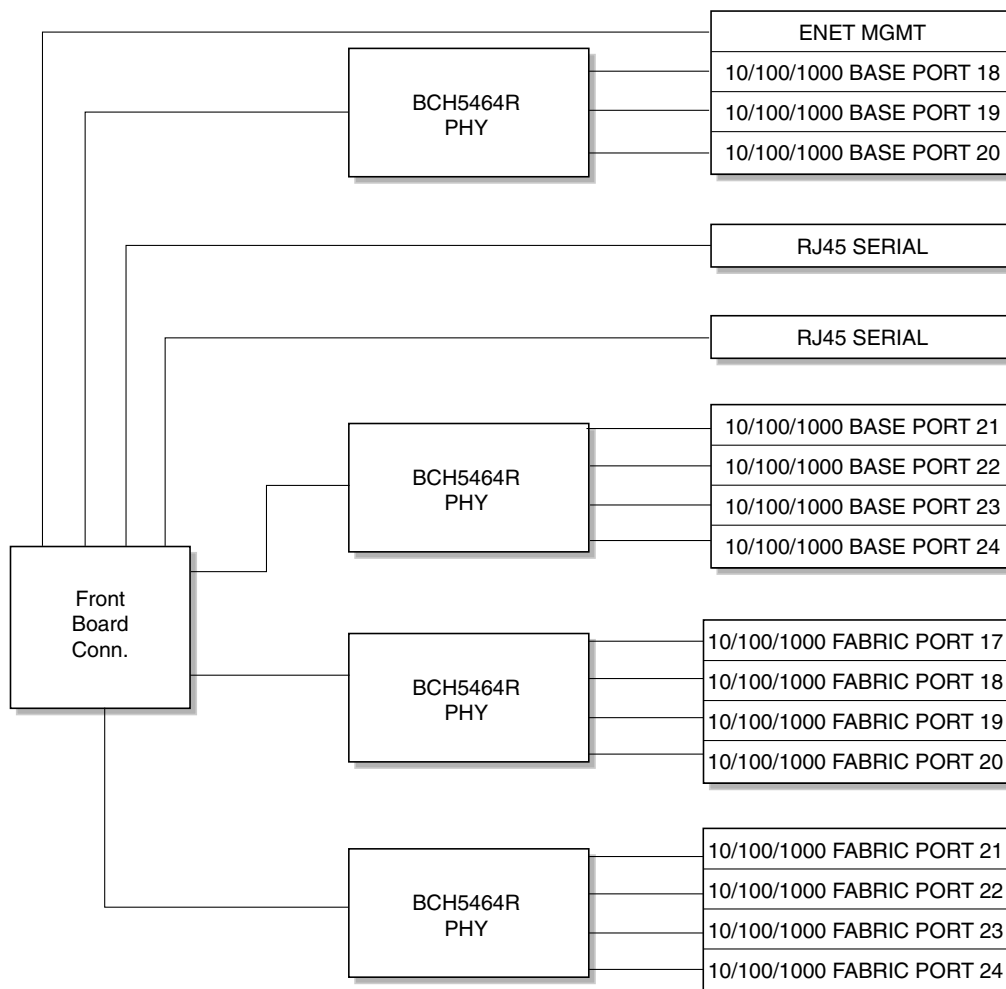 ENET MGMT
10/100/1000 BASE PORT 18
10/100/1000 BASE PORT 19
10/100/1000 BASE PORT 20
BCH5464R
PHY
RJ45 SERIAL
RJ45 SERIAL
BCH5464R
PHY
10/100/1000 BASE PORT 21
10/100/1000 BASE PORT 22
10/100/1000 BASE PORT 23
10/100/1000 BASE PORT 24
Front
Board
Conn.
BCH5464R
PHY
10/100/1000 FABRIC PORT 17
10/100/1000 FABRIC PORT 18
10/100/1000 FABRIC PORT 19
10/100/1000 FABRIC PORT 20
BCH5464R
PHY
10/100/1000 FABRIC PORT 21
10/100/1000 FABRIC PORT 22
10/100/1000 FABRIC PORT 23
10/100/1000 FABRIC PORT 24